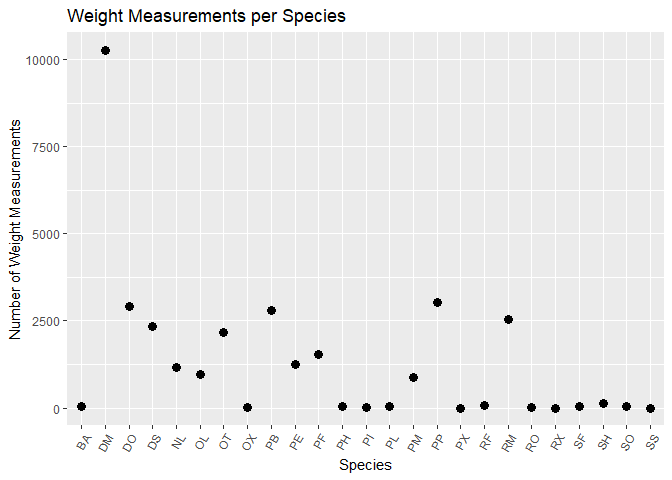 Weight Measurements per Species
Number of Weight Measurements
10000
7500
5000
2500
0
BA DM DO DS NL OL OT OX PB PE PF PH PI PL PM PP PX RF RM RO RX SF SH SO SS
Species